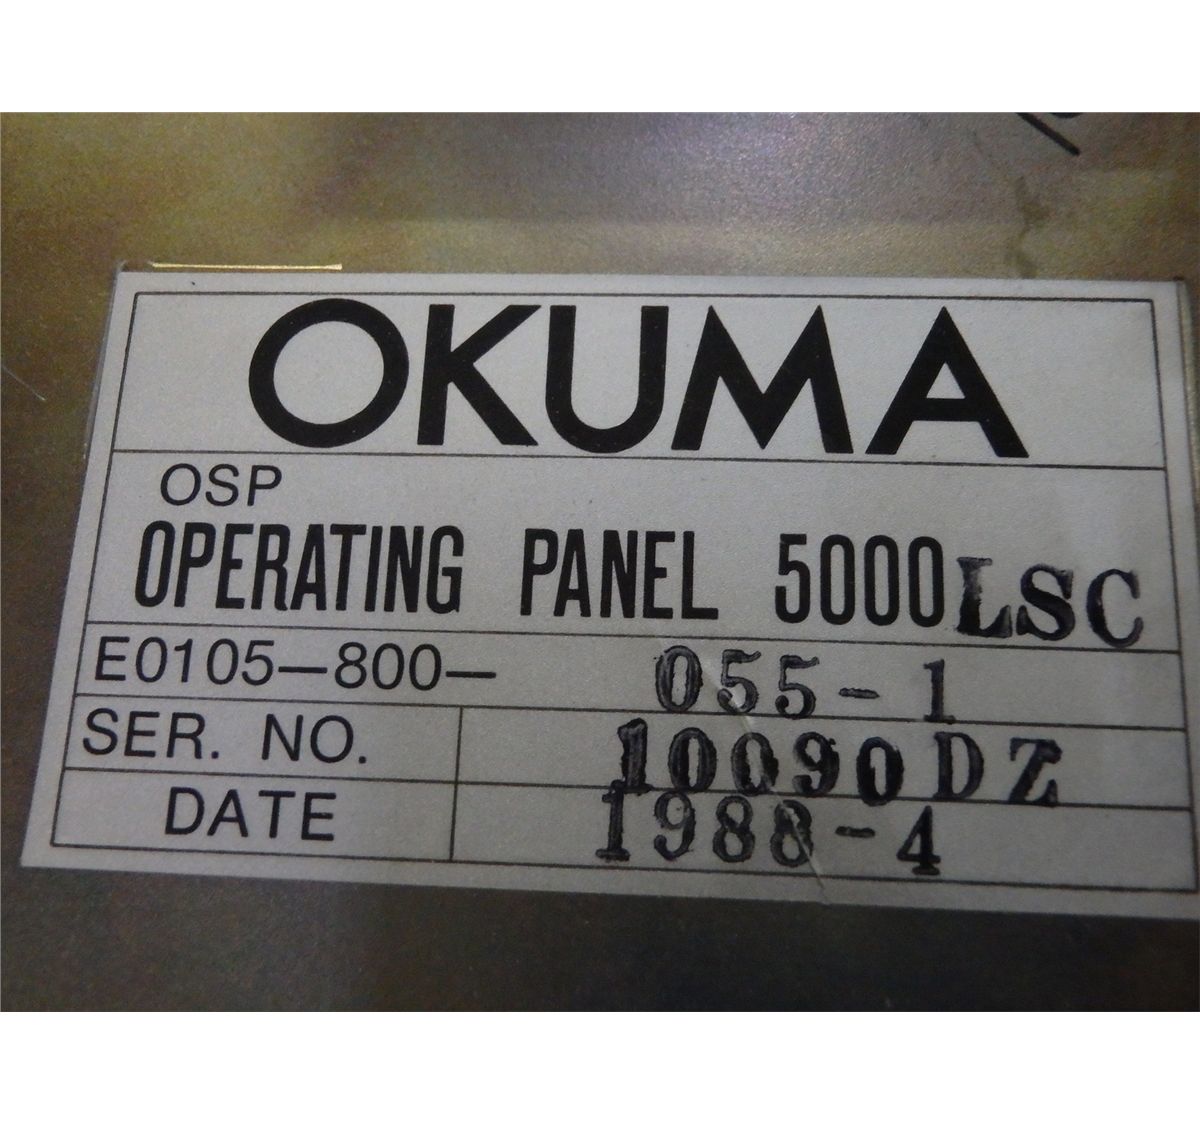 OKUMA
OSP
OPERATING PANEL 5000LSC
E0105-800- 055-1
SER. NO. 10090DZ
DATE 1988-4